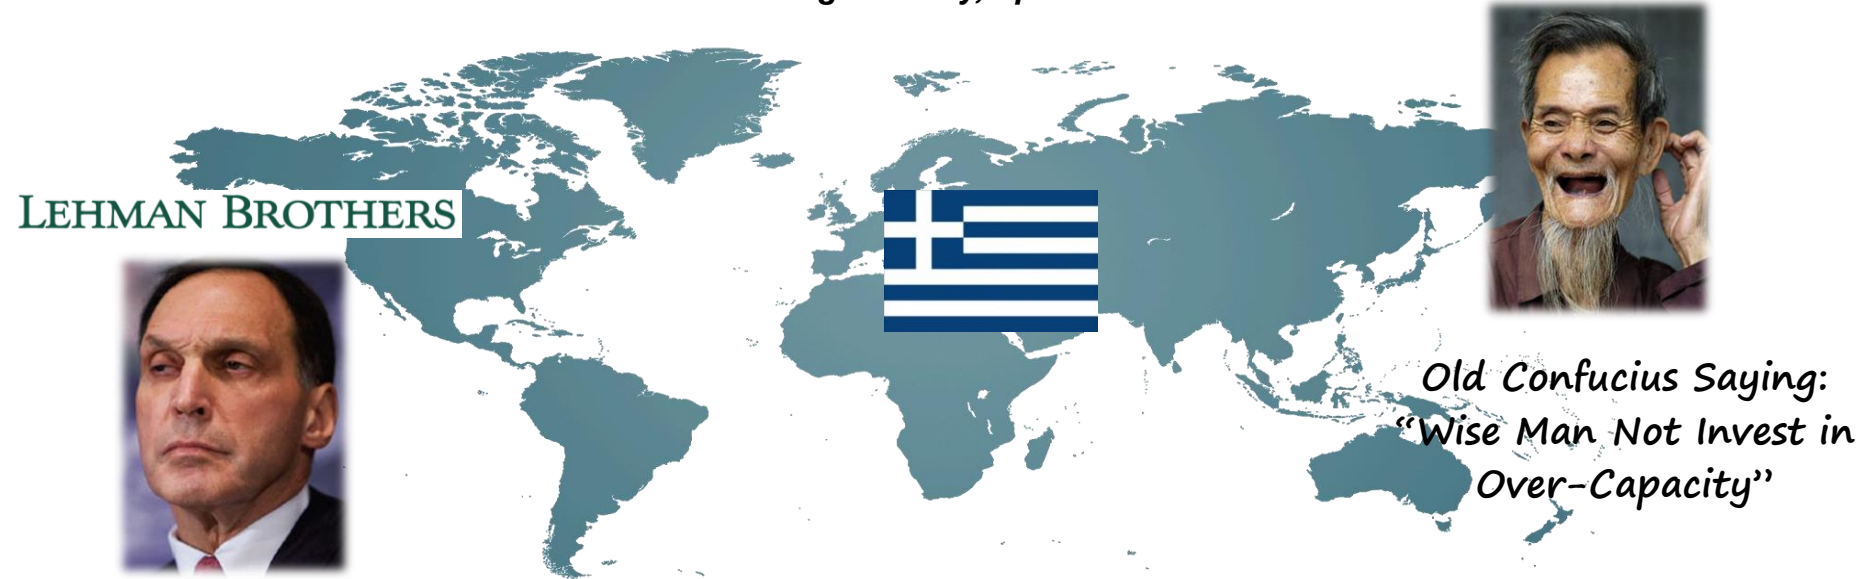 LEHMAN BROTHERS
Old Confucius Saying:
“Wise Man Not Invest in
Over-Capacity”